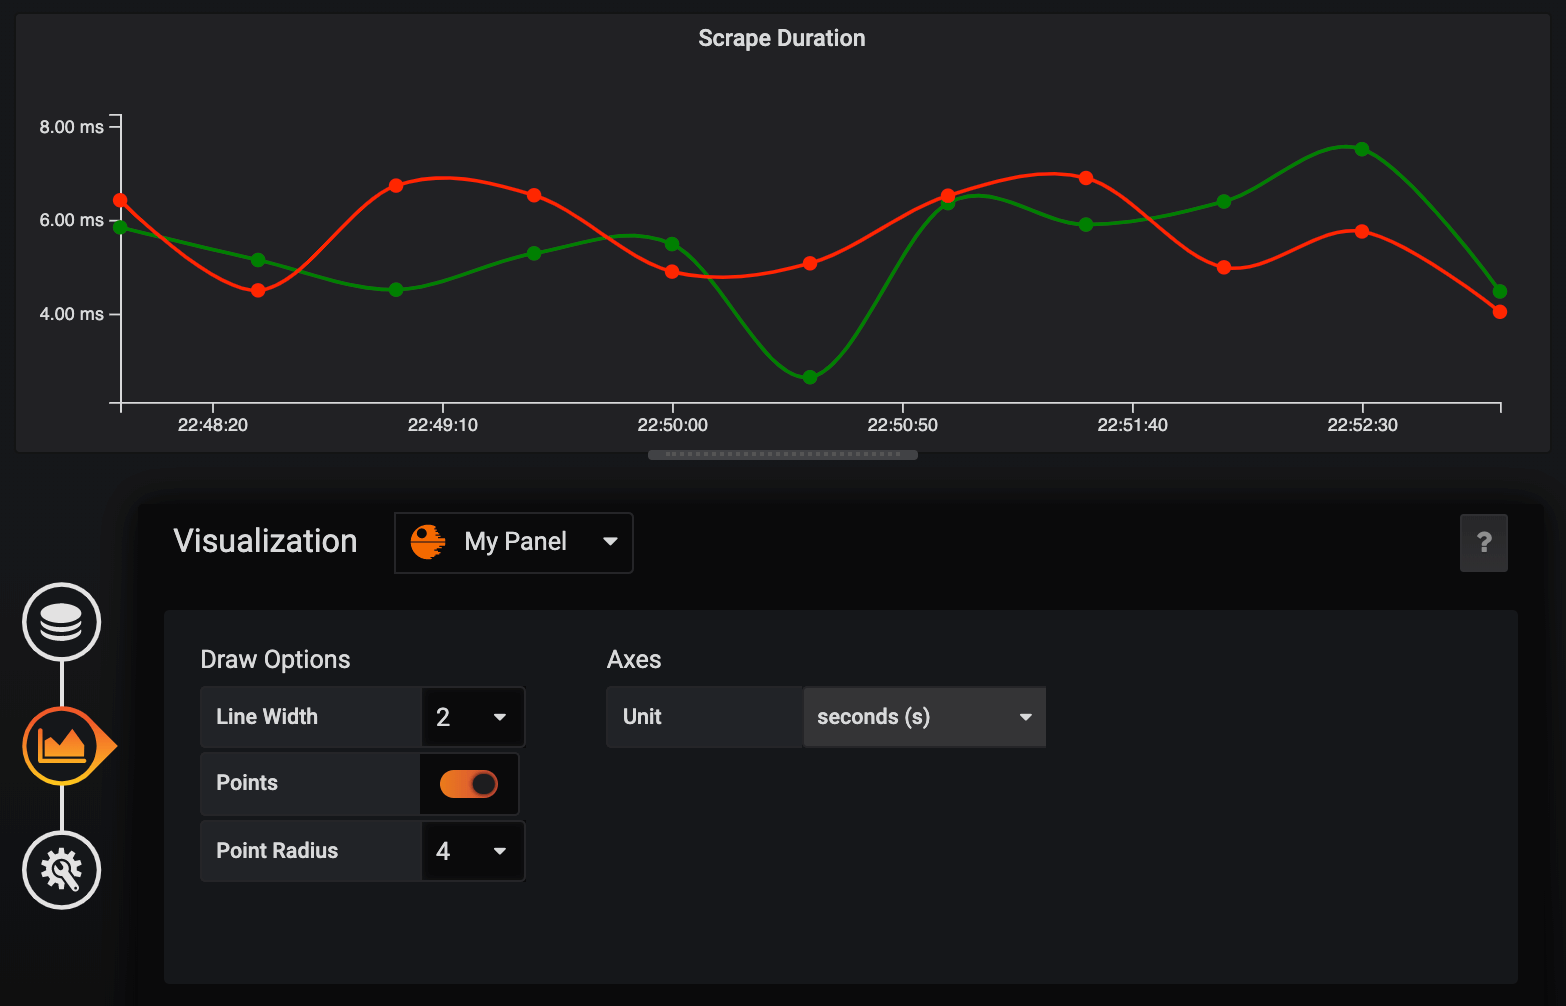 Scrape Duration
8.00 ms
6.00 ms
4.00 ms
22:48:20 22:49:10 22:50:00 22:50:50 22:51:40 22:52:30
Visualization My Panel ?
Draw Options
Line Width 2
Points
Point Radius 4
Axes
Unit seconds (s)